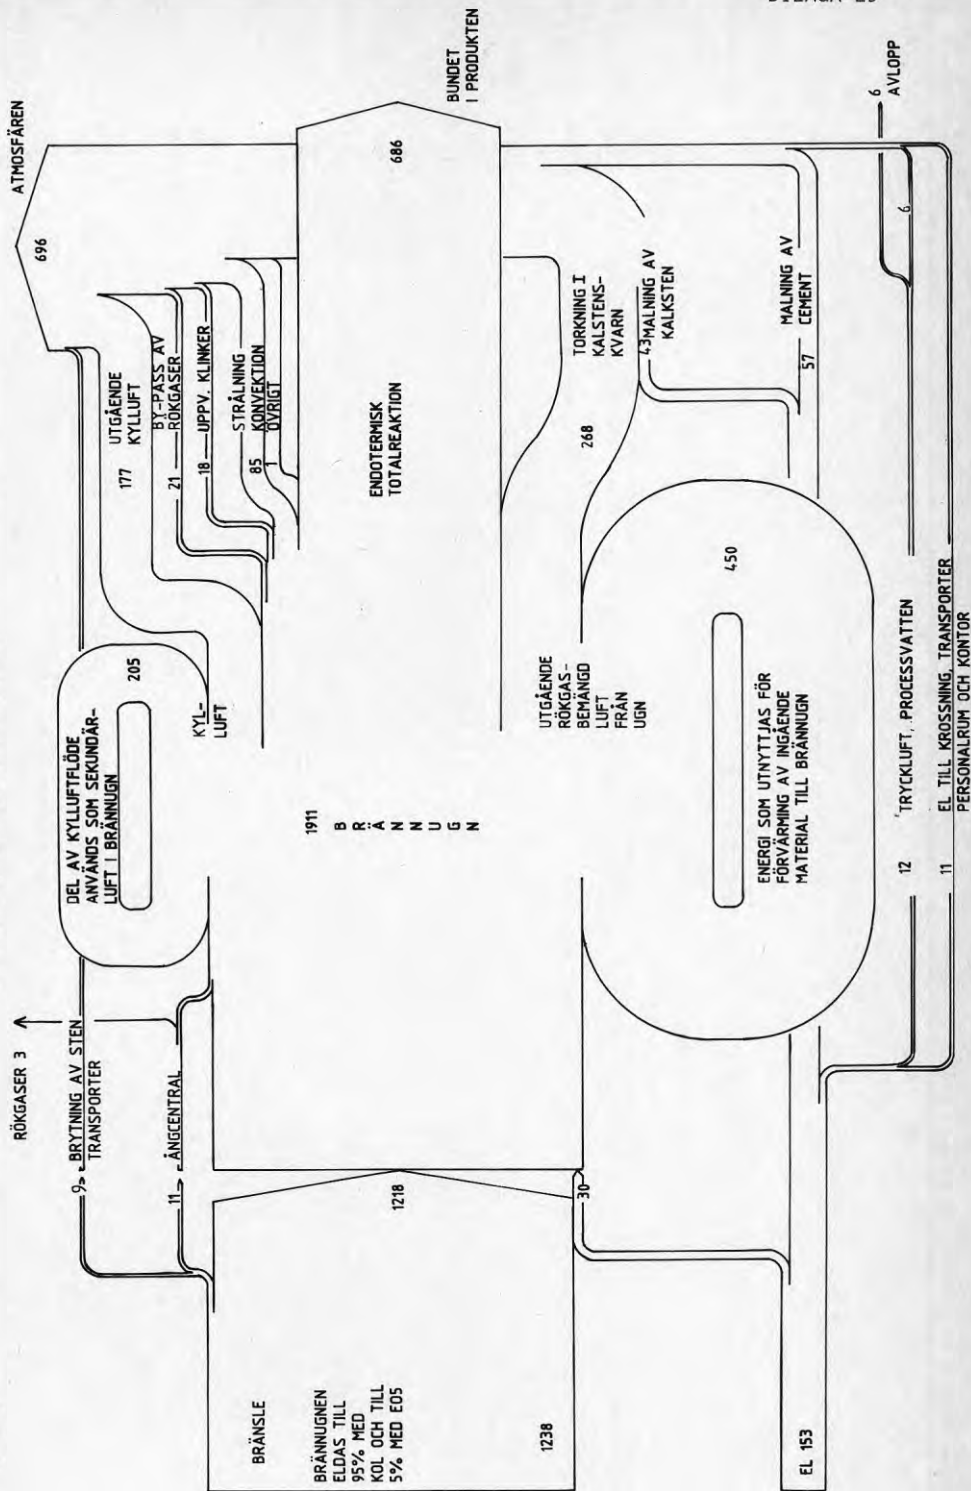 ATMOSFÄREN
696
BUNDET
I PRODUKTEN
686
6
AVLOPP
6
UTGÅENDE
KYLLUFT
177
BY-PASS AV
RÖKGASER
21
18
UPPV. KLINKER
STRÅLNING
KONVEKTION
ÖVRIGT
85
1
ENDOTERMISK
TOTALREAKTION
TORKNING I
KALSTENS-
KVARN
268
43
MALNING AV
KALKSTEN
MALNING AV
CEMENT
57
DEL AV KYLLUFTFLÖDE
ANVÄNDS SOM SEKUNDÄR-
LUFT I BRÄNNUGN
205
KYL-
LUFT
1911
B
R
Ä
N
N
U
G
N
UTGÅENDE
RÖKGAS-
BEMÄNGD
LUFT
FRÅN
UGN
450
ENERGI SOM UTNYTTJAS FÖR
FÖRVÄRMING AV INGÅENDE
MATERIAL TILL BRÄNNUGN
12
TRYCKLUFT, PROCESSVATTEN
11
EL TILL KROSSNING, TRANSPORTER
PERSONALRUM OCH KONTOR
RÖKGASER 3
9
BRYTNING AV STEN
TRANSPORTER
11
ÅNGCENTRAL
1218
30
BRÄNSLE
BRÄNNUGNEN
ELDAS TILL
95% MED
KOL OCH TILL
5% MED EO5
1238
EL 153